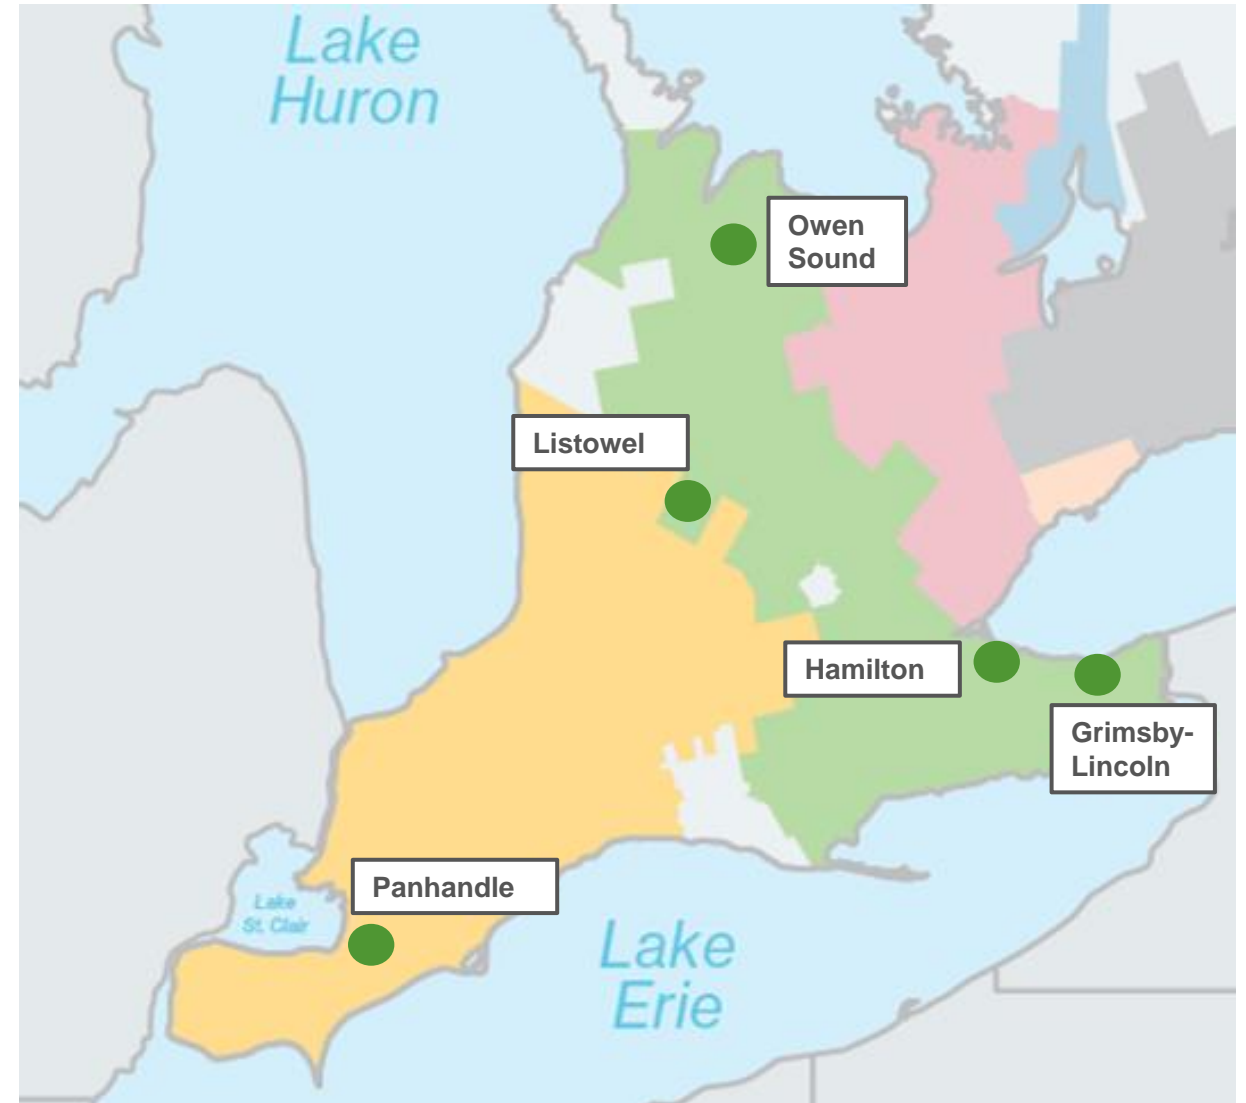 Lake
Huron
Owen
Sound
Listowel
Hamilton
Grimsby-
Lincoln
Panhandle
Lake
St. Clair
Lake
Erie